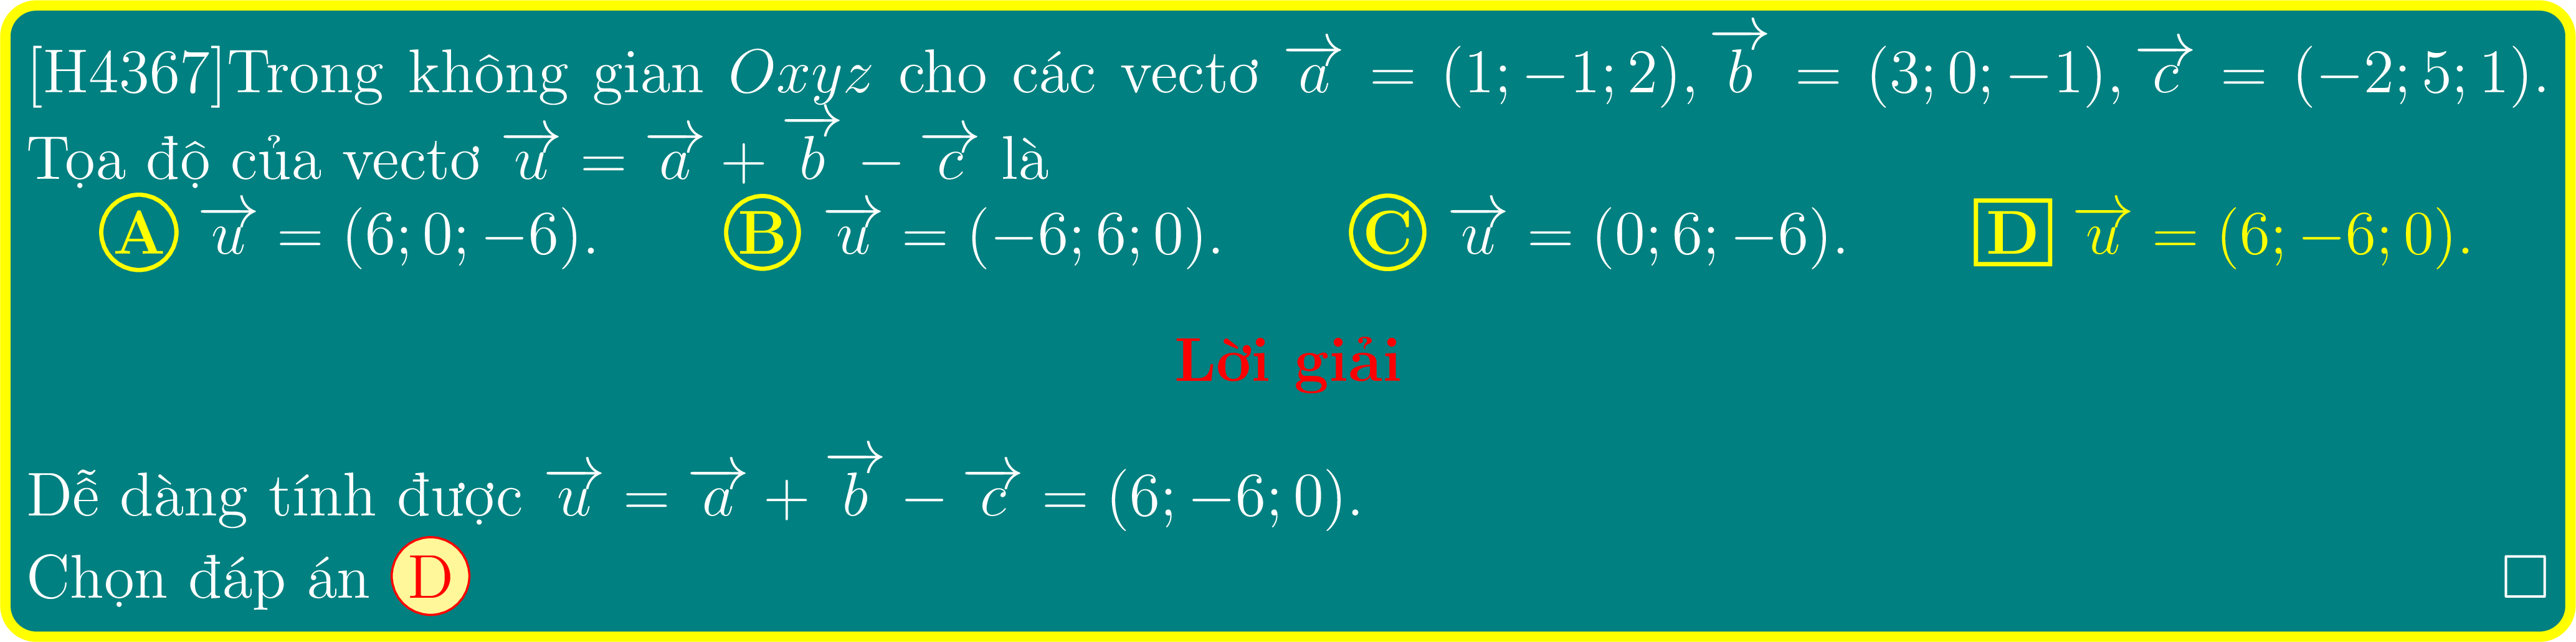 [H4367]Trong không gian Oxyz cho các vectơ \overrightarrow{a} = (1; −1; 2), \overrightarrow{b} = (3; 0; −1), \overrightarrow{c} = (−2; 5; 1).
Tọa độ của vectơ \overrightarrow{u} = \overrightarrow{a} + \overrightarrow{b} − \overrightarrow{c} là
A \overrightarrow{u} = (6; 0; −6). B \overrightarrow{u} = (−6; 6; 0). C \overrightarrow{u} = (0; 6; −6). D \overrightarrow{u} = (6; −6; 0).
Lời giải
Dễ dàng tính được \overrightarrow{u} = \overrightarrow{a} + \overrightarrow{b} − \overrightarrow{c} = (6; −6; 0).
Chọn đáp án D □